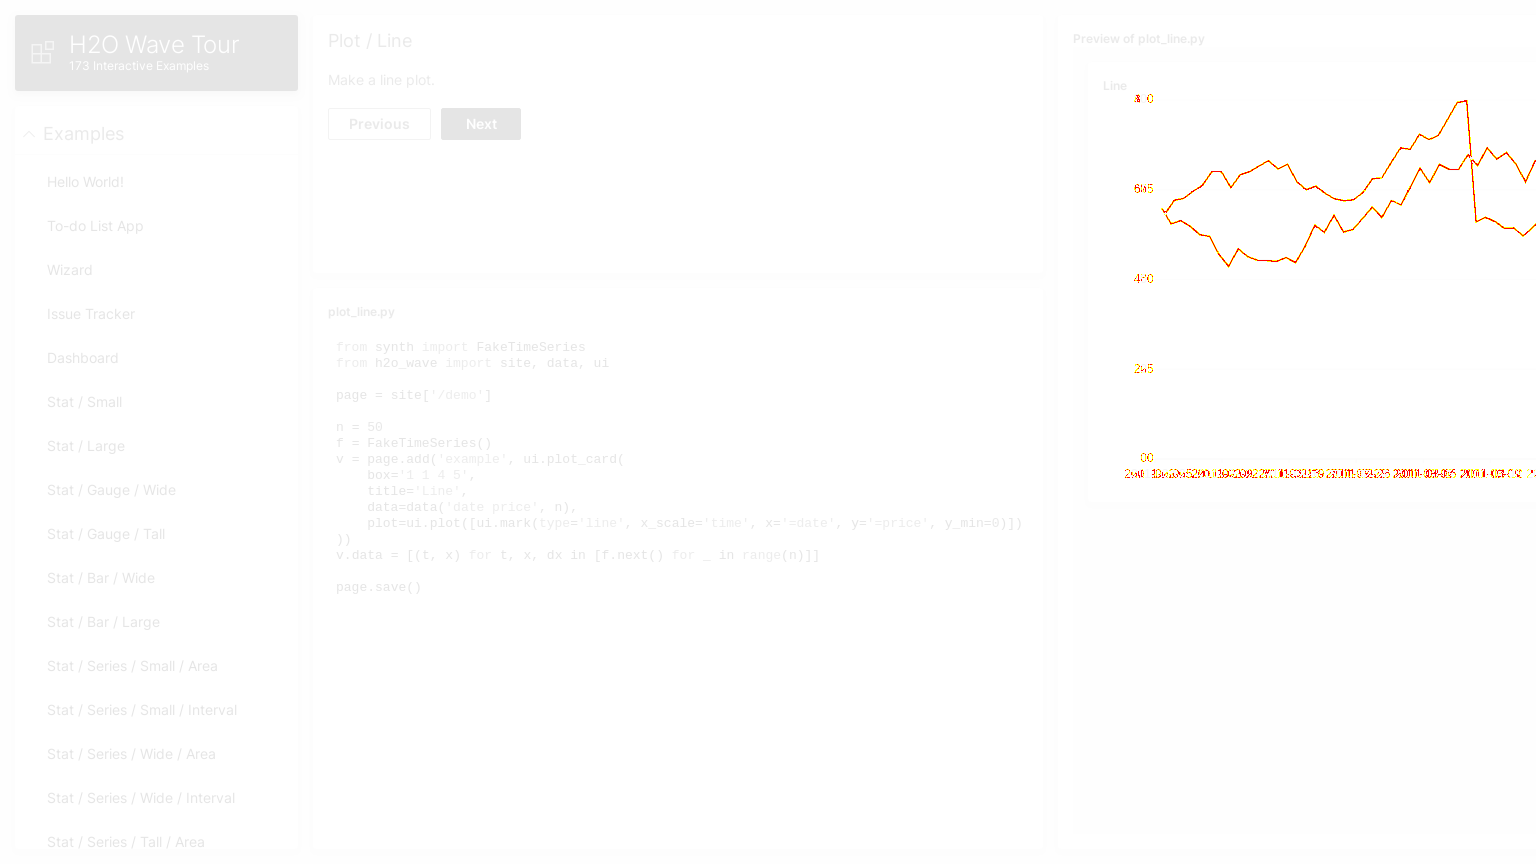 H2O Wave Tour
173 Interactive Examples
Examples
Hello World!
To-do List App
Wizard
Issue Tracker
Dashboard
Stat / Small
Stat / Large
Stat / Gauge / Wide
Stat / Gauge / Tall
Stat / Bar / Wide
Stat / Bar / Large
Stat / Series / Small / Area
Stat / Series / Small / Interval
Stat / Series / Wide / Area
Stat / Series / Wide / Interval
Stat / Series / Tall / Area
Plot / Line
Make a line plot.
Previous
Next
plot_line.py
from synth import FakeTimeSeries
from h2o_wave import site, data, ui
page = site['/demo']
n = 50
f = FakeTimeSeries()
v = page.add('example', ui.plot_card(
box='1 1 4 5',
title='Line',
data=data('date price', n),
plot=ui.plot([ui.mark(type='line', x_scale='time', x='=date', y='=price', y_min=0)])
))
v.data = [(t, x) for t, x, dx in [f.next() for _ in range(n)]]
page.save()
Preview of plot_line.py
Line